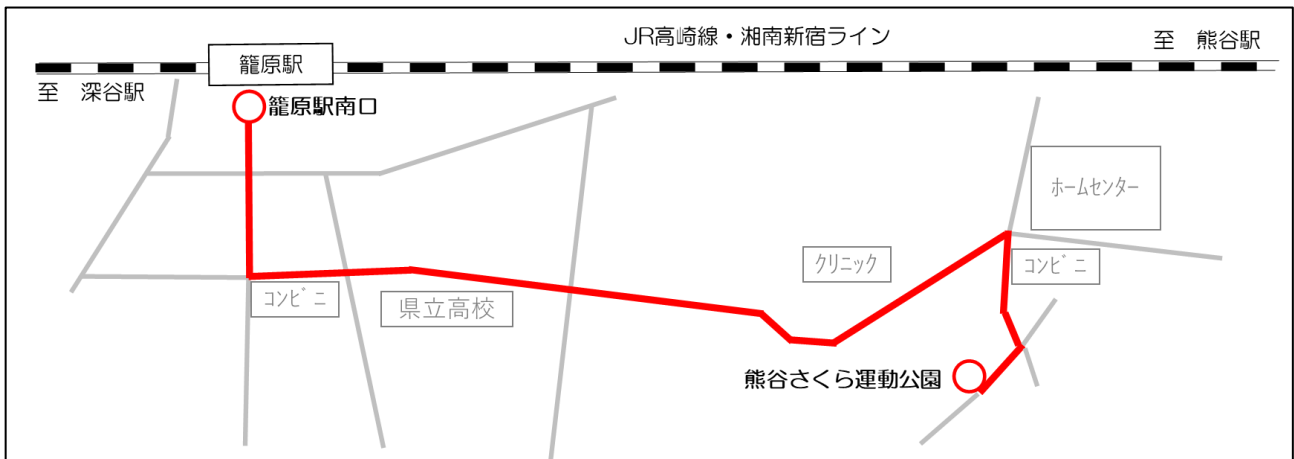 JR高崎線・湘南新宿ライン
至 熊谷駅
籠原駅
至 深谷駅
籠原駅南口
ホームセンター
クリニック
コンビニ
コンビニ
県立高校
熊谷さくら運動公園